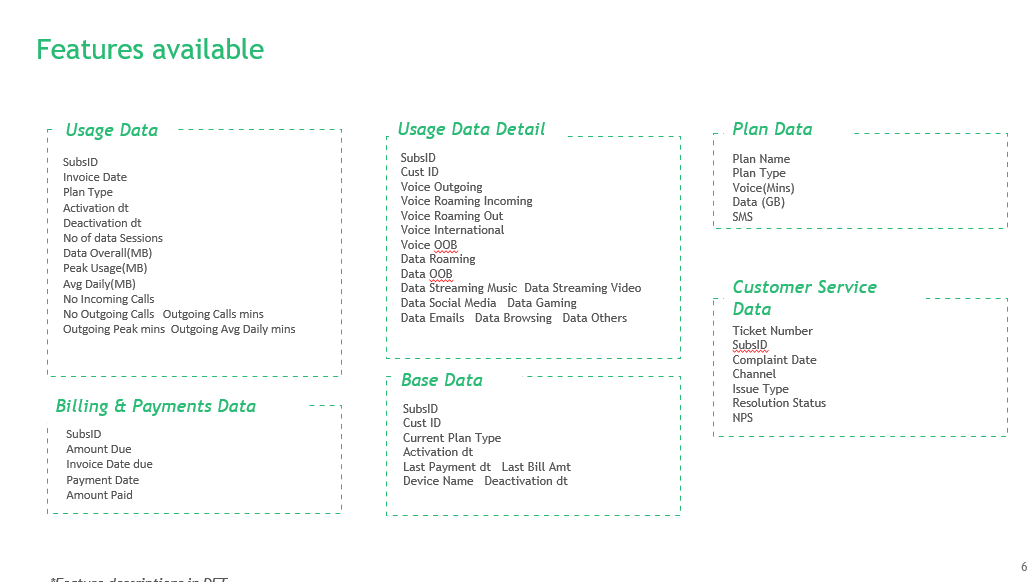 Features available
Usage Data
SubsID
Invoice Date
Plan Type
Activation dt
Deactivation dt
No of data Sessions
Data Overall(MB)
Peak Usage(MB)
Avg Daily(MB)
No Incoming Calls
No Outgoing Calls   Outgoing Calls mins
Outgoing Peak mins  Outgoing Avg Daily mins
Billing & Payments Data
SubsID
Amount Due
Invoice Date due
Payment Date
Amount Paid
Usage Data Detail
SubsID
Cust ID
Voice Outgoing
Voice Roaming Incoming
Voice Roaming Out
Voice International
Voice OOB
Data Roaming
Data OOB
Data Streaming Music  Data Streaming Video
Data Social Media   Data Gaming
Data Emails   Data Browsing   Data Others
Base Data
SubsID
Cust ID
Current Plan Type
Activation dt
Last Payment dt   Last Bill Amt
Device Name   Deactivation dt
Plan Data
Plan Name
Plan Type
Voice(Mins)
Data (GB)
SMS
Customer Service
Data
Ticket Number
SubsID
Complaint Date
Channel
Issue Type
Resolution Status
NPS
*Feature descriptions in
6